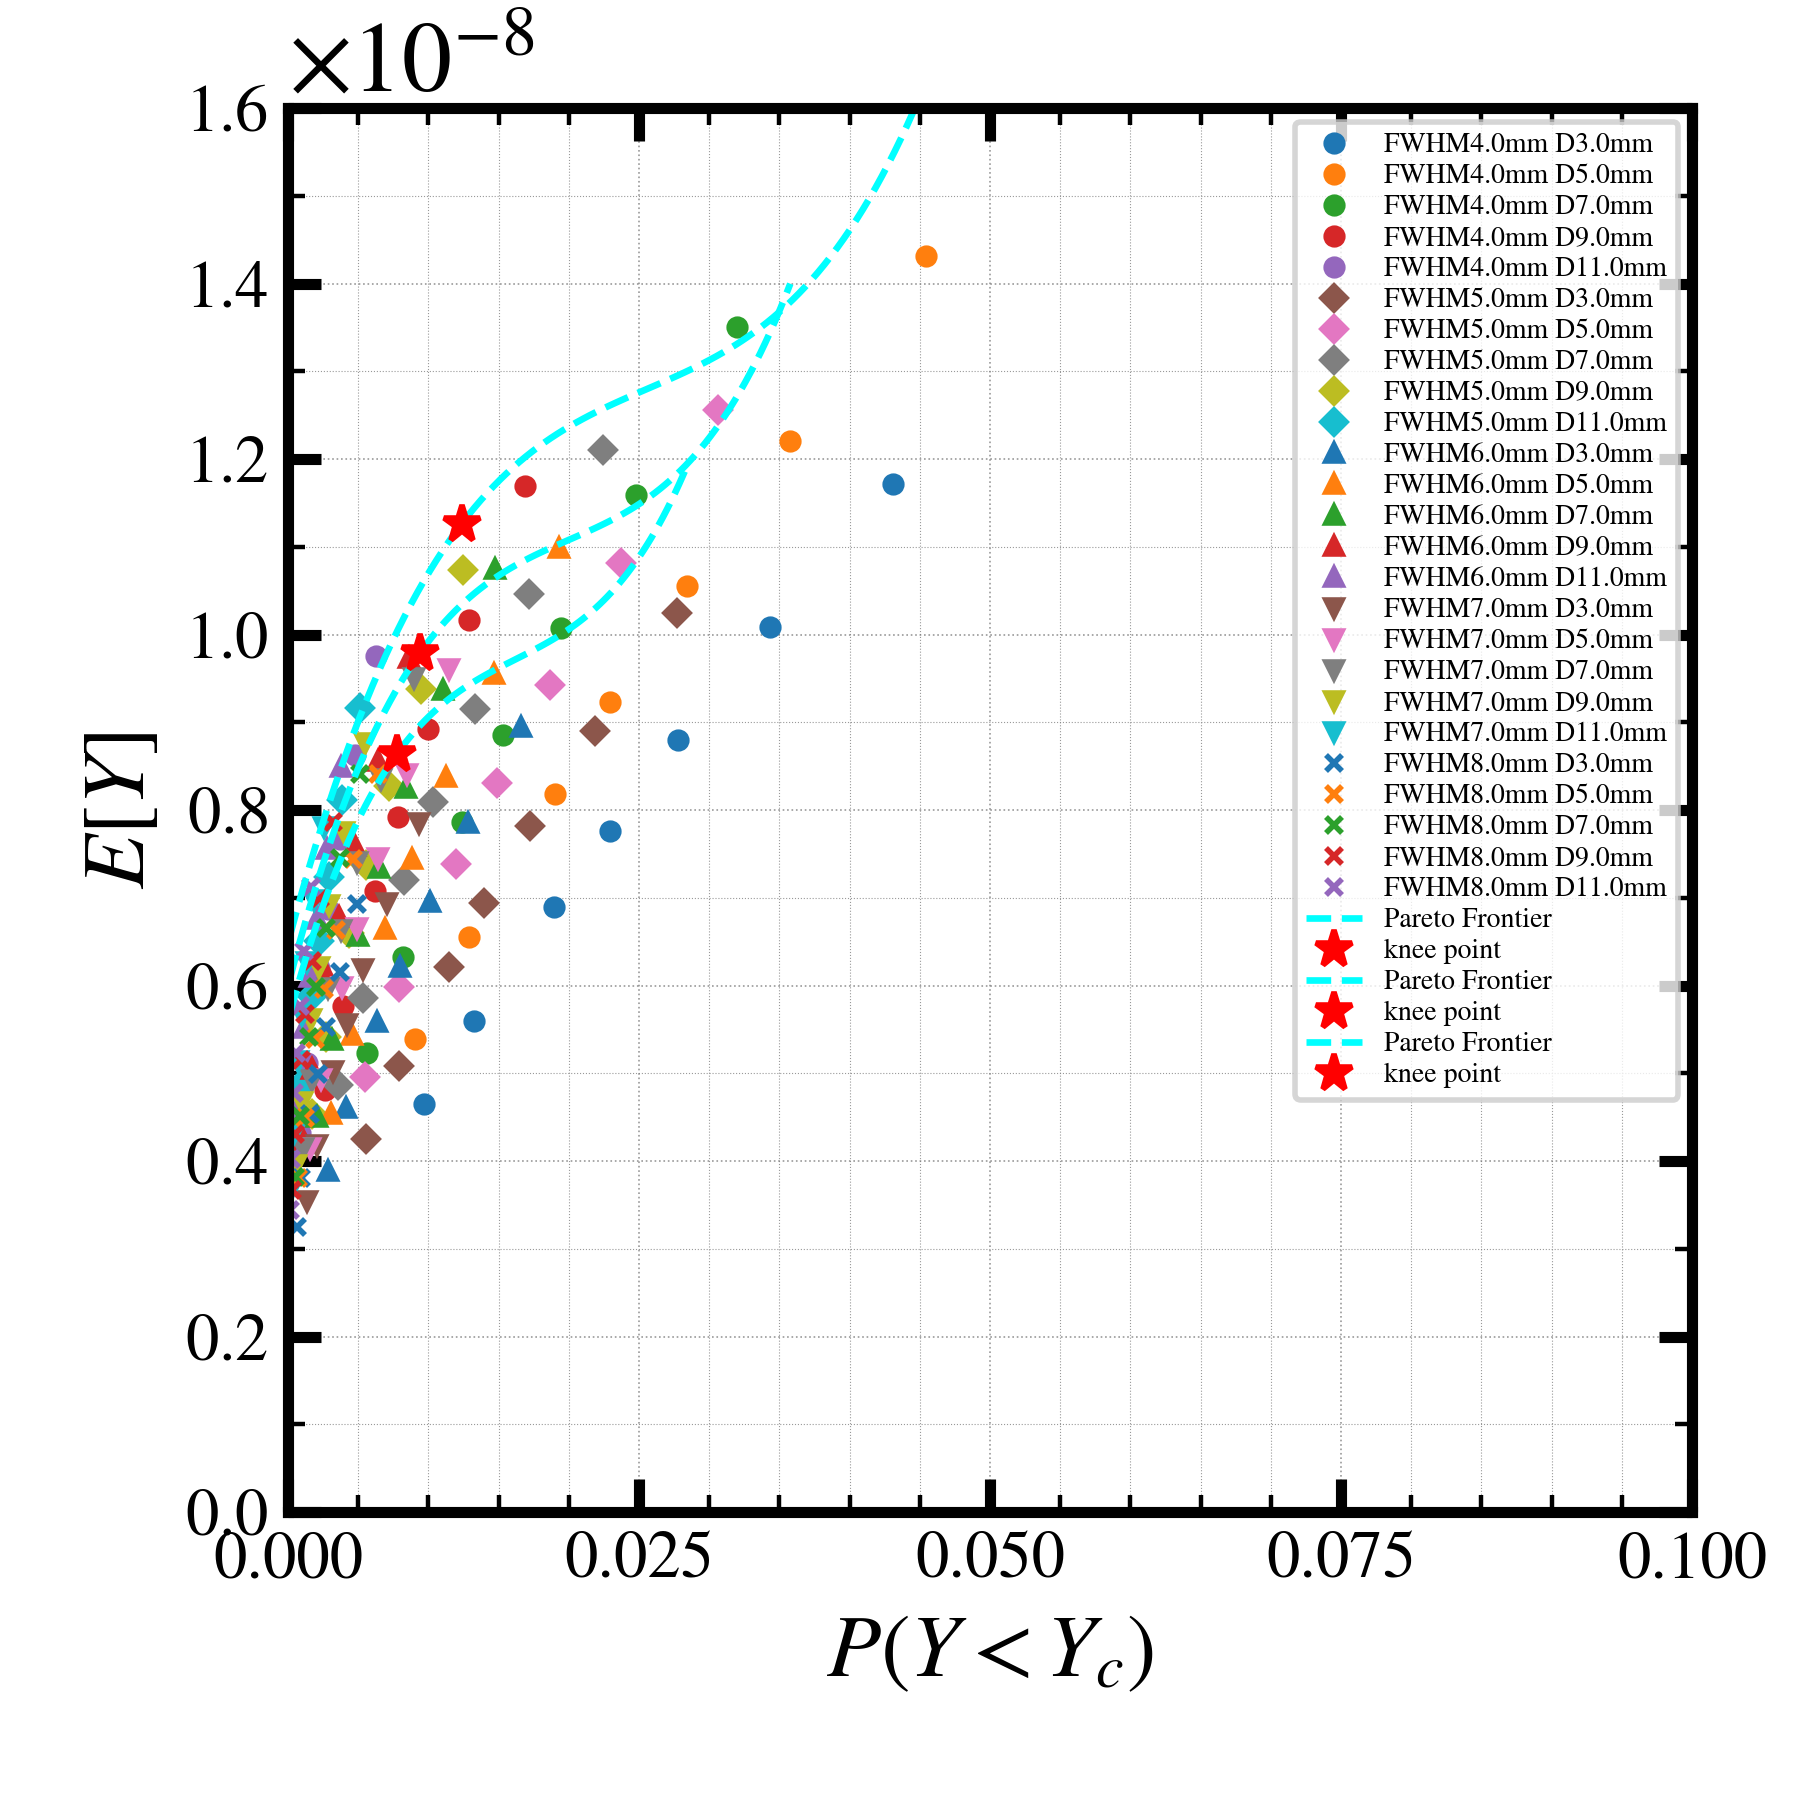 ×10⁻⁸
1.6
1.4
1.2
1.0
0.8
0.6
0.4
0.2
0.0
E[Y]
0.000 0.025 0.050 0.075 0.100
P(Y < Y_c)
FWHM4.0mm D3.0mm
FWHM4.0mm D5.0mm
FWHM4.0mm D7.0mm
FWHM4.0mm D9.0mm
FWHM4.0mm D11.0mm
FWHM5.0mm D3.0mm
FWHM5.0mm D5.0mm
FWHM5.0mm D7.0mm
FWHM5.0mm D9.0mm
FWHM5.0mm D11.0mm
FWHM6.0mm D3.0mm
FWHM6.0mm D5.0mm
FWHM6.0mm D7.0mm
FWHM6.0mm D9.0mm
FWHM6.0mm D11.0mm
FWHM7.0mm D3.0mm
FWHM7.0mm D5.0mm
FWHM7.0mm D7.0mm
FWHM7.0mm D9.0mm
FWHM7.0mm D11.0mm
FWHM8.0mm D3.0mm
FWHM8.0mm D5.0mm
FWHM8.0mm D7.0mm
FWHM8.0mm D9.0mm
FWHM8.0mm D11.0mm
Pareto Frontier
knee point
Pareto Frontier
knee point
Pareto Frontier
knee point